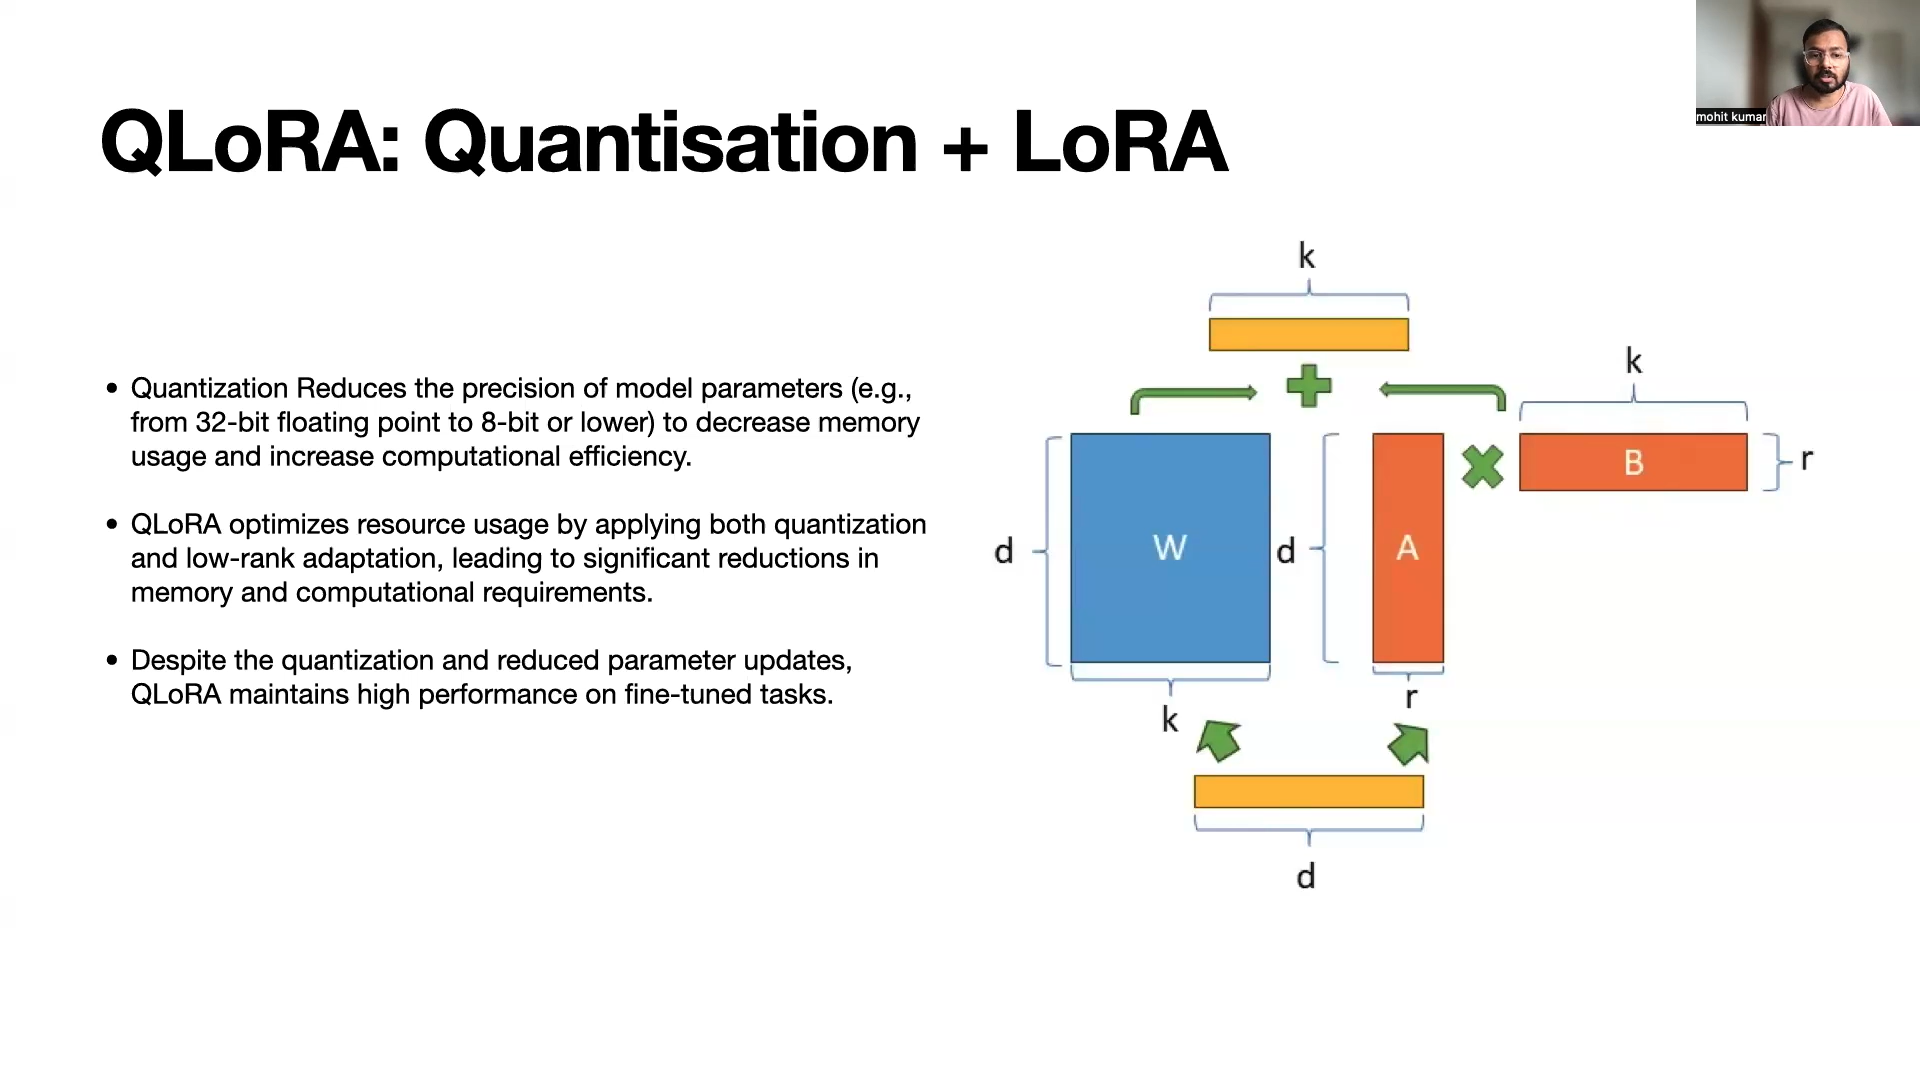 QLoRA: Quantisation + LoRA
mohit kumar
• Quantization Reduces the precision of model parameters (e.g.,
from 32-bit floating point to 8-bit or lower) to decrease memory
usage and increase computational efficiency.
• QLoRA optimizes resource usage by applying both quantization
and low-rank adaptation, leading to significant reductions in
memory and computational requirements.
• Despite the quantization and reduced parameter updates,
QLoRA maintains high performance on fine-tuned tasks.
k
k
B
r
d
W
d
A
k
r
d